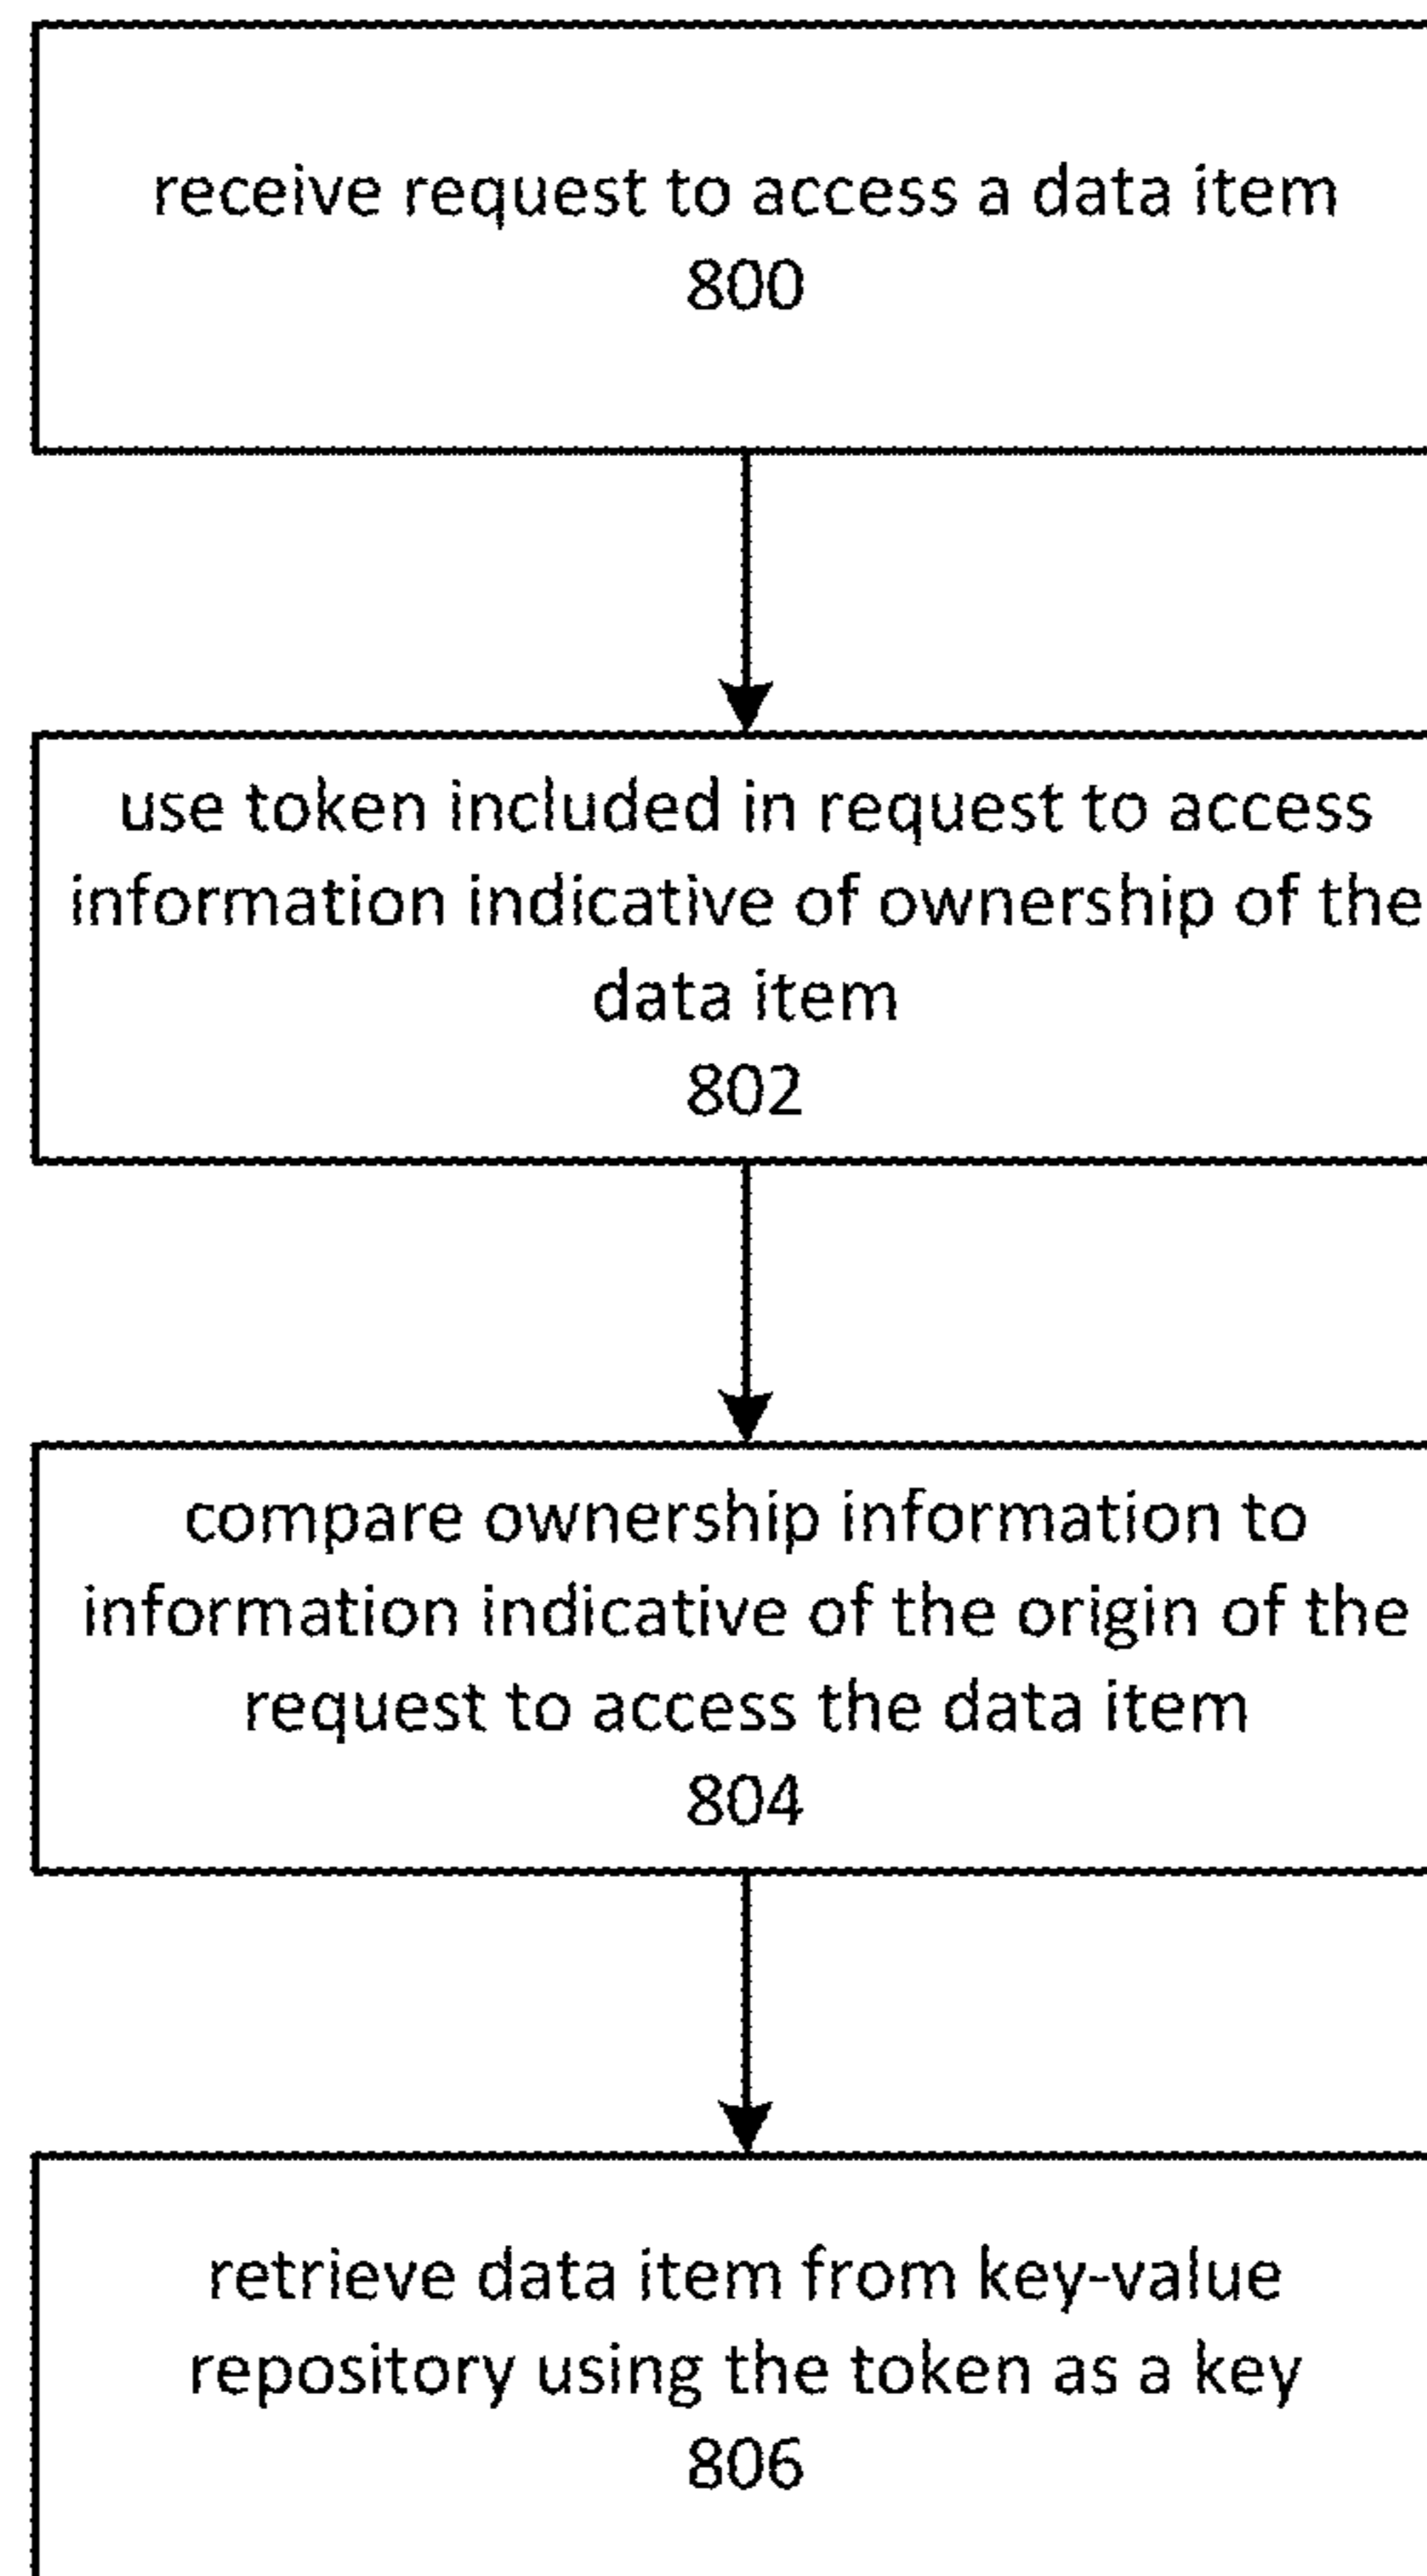 receive request to access a data item
800
use token included in request to access
information indicative of ownership of the
data item
802
compare ownership information to
information indicative of the origin of the
request to access the data item
804
retrieve data item from key-value
repository using the token as a key
806